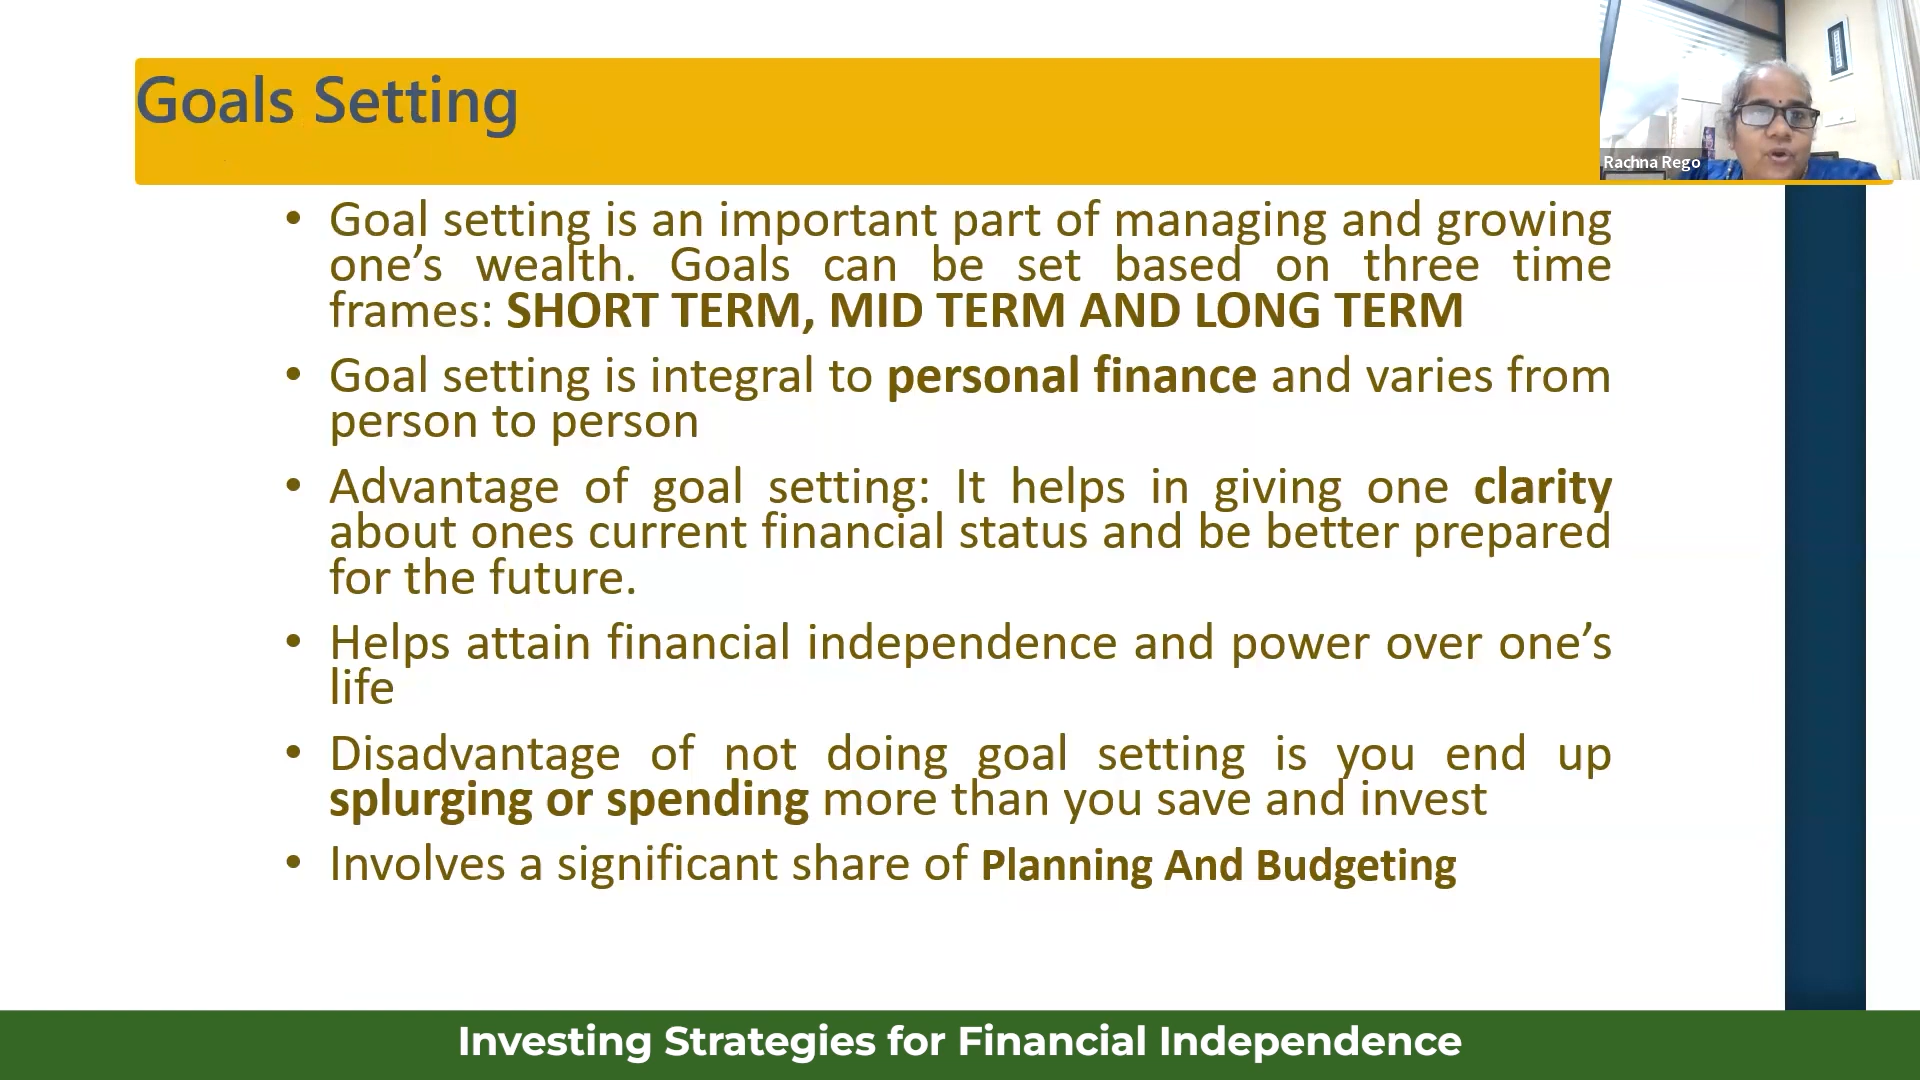 Goals Setting
Rachna Rego
• Goal setting is an important part of managing and growing
one’s wealth. Goals can be set based on three time
frames: SHORT TERM, MID TERM AND LONG TERM
• Goal setting is integral to personal finance and varies from
person to person
• Advantage of goal setting: It helps in giving one clarity
about ones current financial status and be better prepared
for the future.
• Helps attain financial independence and power over one’s
life
• Disadvantage of not doing goal setting is you end up
splurging or spending more than you save and invest
• Involves a significant share of Planning And Budgeting
Investing Strategies for Financial Independence